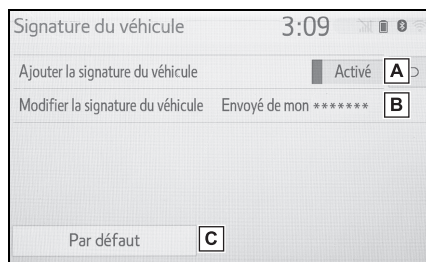 Signature du véhicule 3:09
Ajouter la signature du véhicule Activé A
Modifier la signature du véhicule Envoyé de mon ******* B
Par défaut C